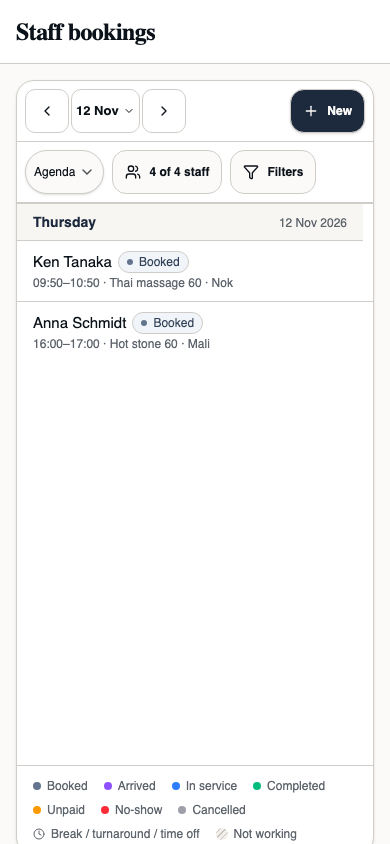 Staff bookings
12 Nov
New
Agenda
4 of 4 staff
Filters
Thursday 12 Nov 2026
Ken Tanaka Booked
09:50–10:50 · Thai massage 60 · Nok
Anna Schmidt Booked
16:00–17:00 · Hot stone 60 · Mali
Booked Arrived In service Completed
Unpaid No-show Cancelled
Break / turnaround / time off Not working